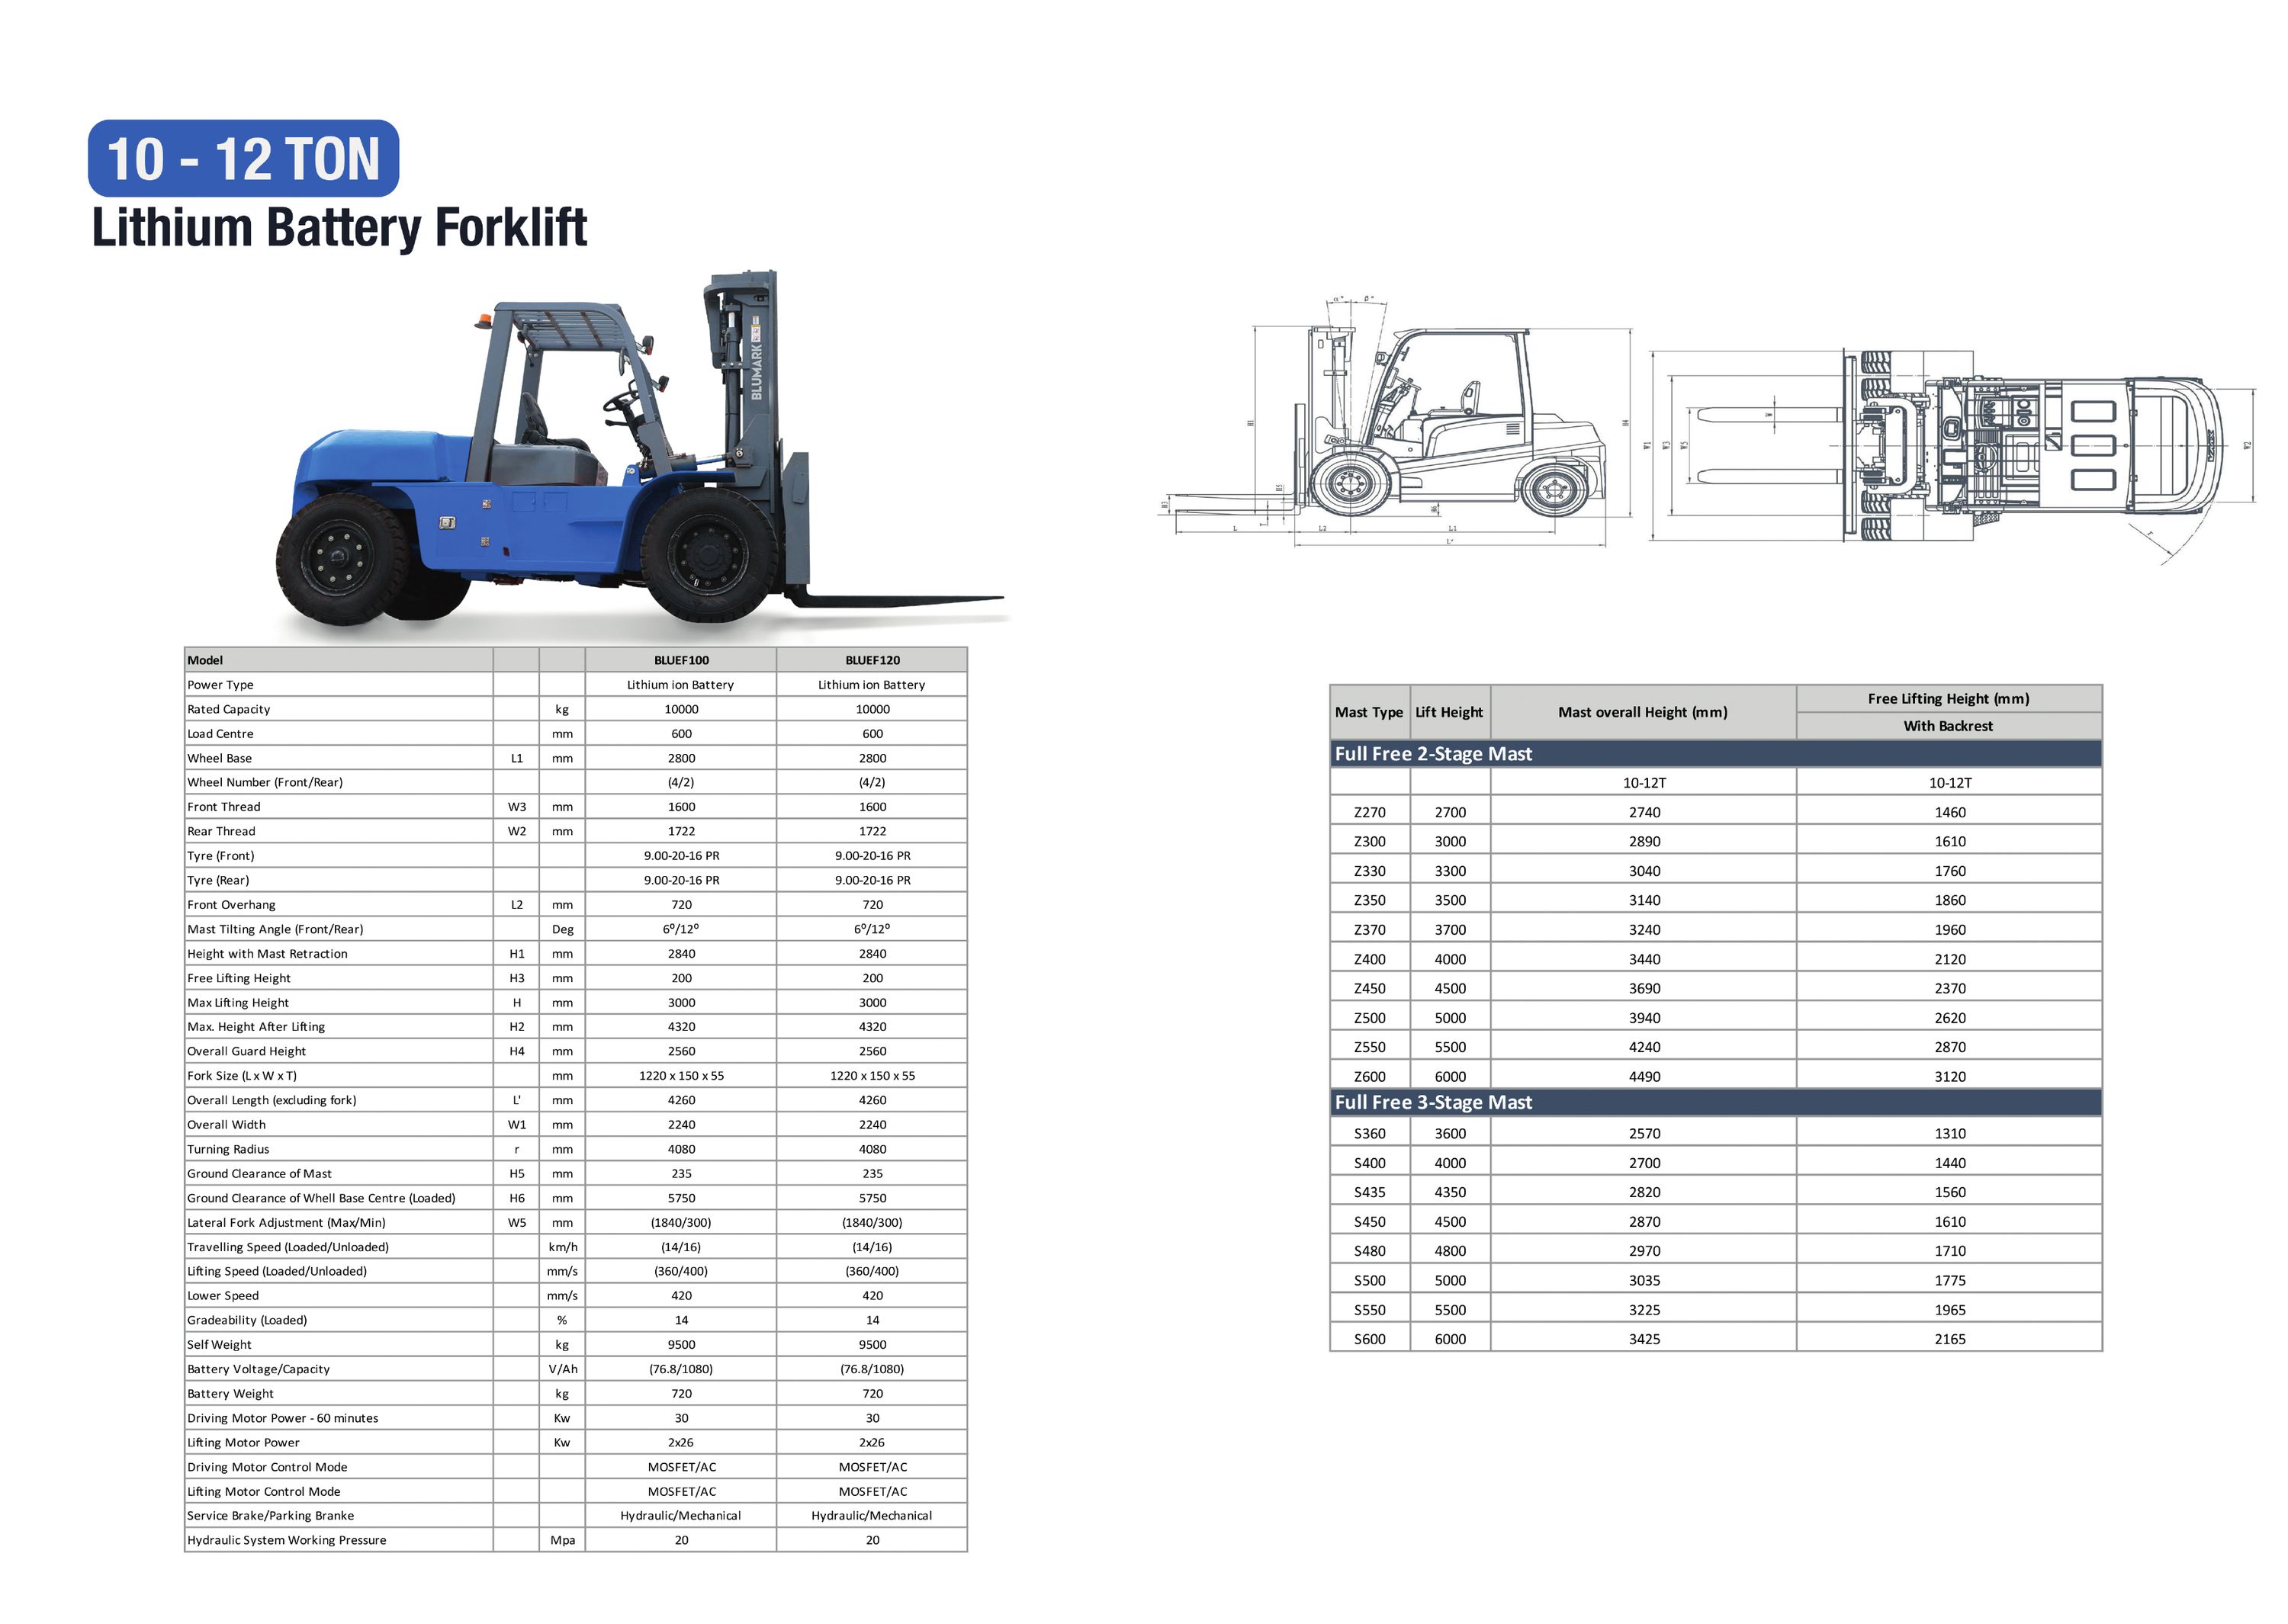 10 - 12 TON
Lithium Battery Forklift
BLUMARK
α° β°
H1
H4
H3
H5
H6
T
L L2 L1
L'
W1
W3
W5
W
W2
r
Model BLUEF100 BLUEF120
Power Type Lithium ion Battery Lithium ion Battery
Rated Capacity kg 10000 10000
Load Centre mm 600 600
Wheel Base L1 mm 2800 2800
Wheel Number (Front/Rear) (4/2) (4/2)
Front Thread W3 mm 1600 1600
Rear Thread W2 mm 1722 1722
Tyre (Front) 9.00-20-16 PR 9.00-20-16 PR
Tyre (Rear) 9.00-20-16 PR 9.00-20-16 PR
Front Overhang L2 mm 720 720
Mast Tilting Angle (Front/Rear) Deg 6º/12º 6º/12º
Height with Mast Retraction H1 mm 2840 2840
Free Lifting Height H3 mm 200 200
Max Lifting Height H mm 3000 3000
Max. Height After Lifting H2 mm 4320 4320
Overall Guard Height H4 mm 2560 2560
Fork Size (L x W x T) mm 1220 x 150 x 55 1220 x 150 x 55
Overall Length (excluding fork) L' mm 4260 4260
Overall Width W1 mm 2240 2240
Turning Radius r mm 4080 4080
Ground Clearance of Mast H5 mm 235 235
Ground Clearance of Whell Base Centre (Loaded) H6 mm 5750 5750
Lateral Fork Adjustment (Max/Min) W5 mm (1840/300) (1840/300)
Travelling Speed (Loaded/Unloaded) km/h (14/16) (14/16)
Lifting Speed (Loaded/Unloaded) mm/s (360/400) (360/400)
Lower Speed mm/s 420 420
Gradeability (Loaded) % 14 14
Self Weight kg 9500 9500
Battery Voltage/Capacity V/Ah (76.8/1080) (76.8/1080)
Battery Weight kg 720 720
Driving Motor Power - 60 minutes Kw 30 30
Lifting Motor Power Kw 2x26 2x26
Driving Motor Control Mode MOSFET/AC MOSFET/AC
Lifting Motor Control Mode MOSFET/AC MOSFET/AC
Service Brake/Parking Branke Hydraulic/Mechanical Hydraulic/Mechanical
Hydraulic System Working Pressure Mpa 20 20
Mast Type Lift Height Mast overall Height (mm) Free Lifting Height (mm)
With Backrest
Full Free 2-Stage Mast
10-12T 10-12T
Z270 2700 2740 1460
Z300 3000 2890 1610
Z330 3300 3040 1760
Z350 3500 3140 1860
Z370 3700 3240 1960
Z400 4000 3440 2120
Z450 4500 3690 2370
Z500 5000 3940 2620
Z550 5500 4240 2870
Z600 6000 4490 3120
Full Free 3-Stage Mast
S360 3600 2570 1310
S400 4000 2700 1440
S435 4350 2820 1560
S450 4500 2870 1610
S480 4800 2970 1710
S500 5000 3035 1775
S550 5500 3225 1965
S600 6000 3425 2165